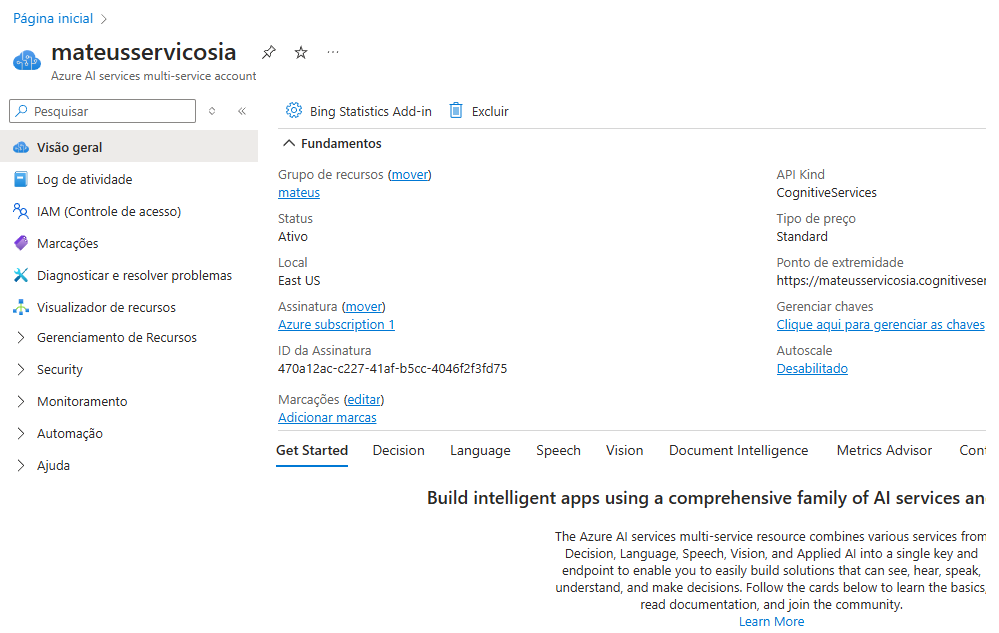 Página inicial
mateusservicosia
Azure AI services multi-service account
Pesquisar
Bing Statistics Add-in
Excluir
Visão geral
Log de atividade
IAM (Controle de acesso)
Marcações
Diagnosticar e resolver problemas
Visualizador de recursos
Gerenciamento de Recursos
Security
Monitoramento
Automação
Ajuda
Fundamentos
Grupo de recursos (mover)
mateus
Status
Ativo
Local
East US
Assinatura (mover)
Azure subscription 1
ID da Assinatura
470a12ac-c227-41af-b5cc-4046f2f3fd75
Marcações (editar)
Adicionar marcas
API Kind
CognitiveServices
Tipo de preço
Standard
Ponto de extremidade
https://mateusservicosia.cognitiveser
Gerenciar chaves
Clique aqui para gerenciar as chaves
Autoscale
Desabilitado
Get Started Decision Language Speech Vision Document Intelligence Metrics Advisor Cont
Build intelligent apps using a comprehensive family of AI services an
The Azure AI services multi-service resource combines various services from
Decision, Language, Speech, Vision, and Applied AI into a single key and
endpoint to enable you to easily build solutions that can see, hear, speak,
understand, and make decisions. Follow the cards below to learn the basics,
read documentation, and join the community.
Learn More